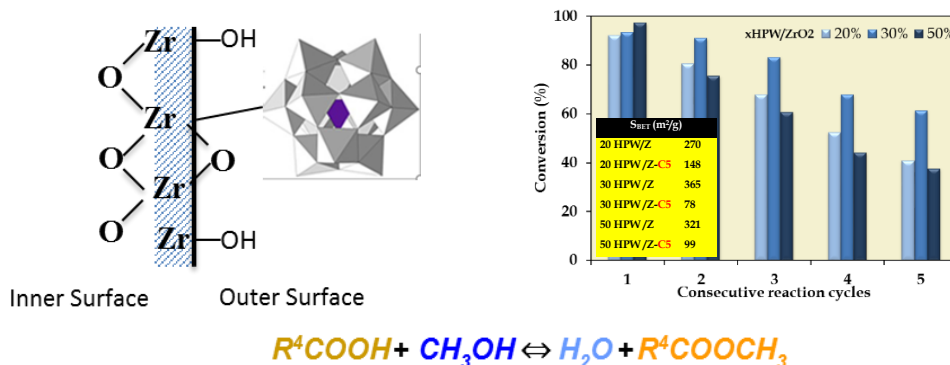 Zr
OH
O
Zr
O
O
Zr
O
Zr
OH
Inner Surface
Outer Surface
xHPW/ZrO2 20% 30% 50%
Conversion (%)
100
80
60
40
20
0
S_BET (m²/g)
20 HPW/Z 270
20 HPW/Z-C5 148
30 HPW/Z 365
30 HPW/Z-C5 78
50 HPW/Z 321
50 HPW/Z-C5 99
1 2 3 4 5
Consecutive reaction cycles
R⁴COOH + CH₃OH ⇔ H₂O + R⁴COOCH₃